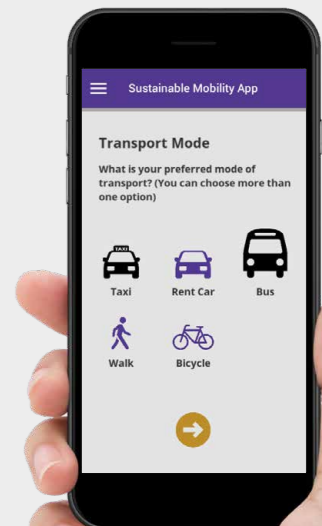 Sustainable Mobility App
Transport Mode
What is your preferred mode of
transport? (You can choose more than
one option)
TAXI
Taxi
Rent Car
Bus
Walk
Bicycle